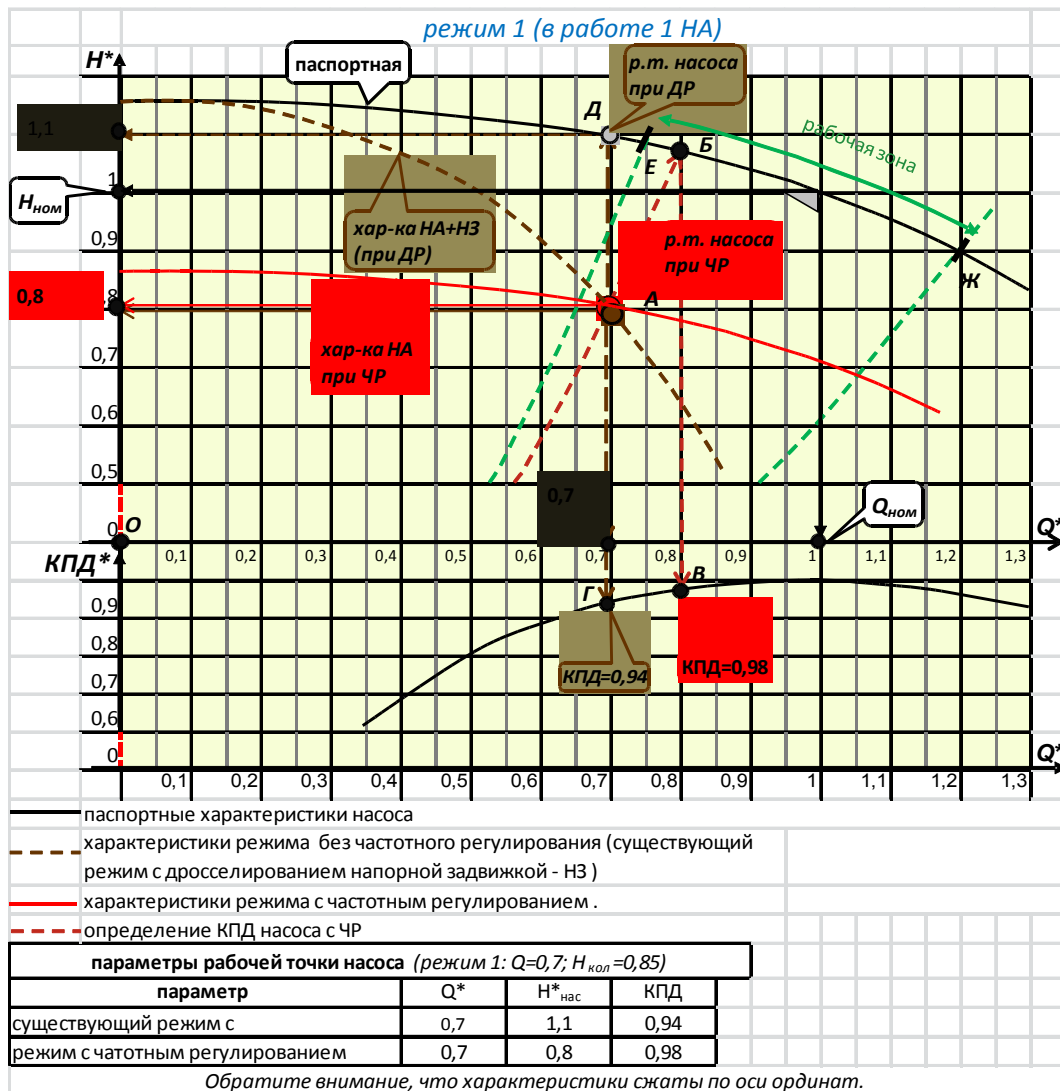 режим 1 (в работе 1 НА)
H*
паспортная
р.т. насоса
при ДР
Д
1,1
Б
Е
рабочая зона
1
Hном
хар-ка НА+НЗ
(при ДР)
р.т. насоса
при ЧР
0,9
Ж
0,8
8
А
хар-ка НА
при ЧР
0,7
0,6
0,5
0,7
Qном
0
О
Q*
КПД*
0,1
0,2
0,3
0,4
0,5
0,6
0,7
0,8
0,9
1
1,1
1,2
1,3
Г
В
0,9
0,8
КПД=0,94
КПД=0,98
0,7
0,6
0
Q*
0,1
0,2
0,3
0,4
0,5
0,6
0,7
0,8
0,9
1
1,1
1,2
1,3
паспортные характеристики насоса
характеристики режима без частотного регулирования (существующий
режим с дросселированием напорной задвижкой - НЗ )
характеристики режима с частотным регулированием .
определение КПД насоса с ЧР
параметры рабочей точки насоса (режим 1: Q=0,7; H кол =0,85)
параметр Q* H*нас КПД
существующий режим с 0,7 1,1 0,94
режим с чатотным регулированием 0,7 0,8 0,98
Обратите внимание, что характеристики сжаты по оси ординат.